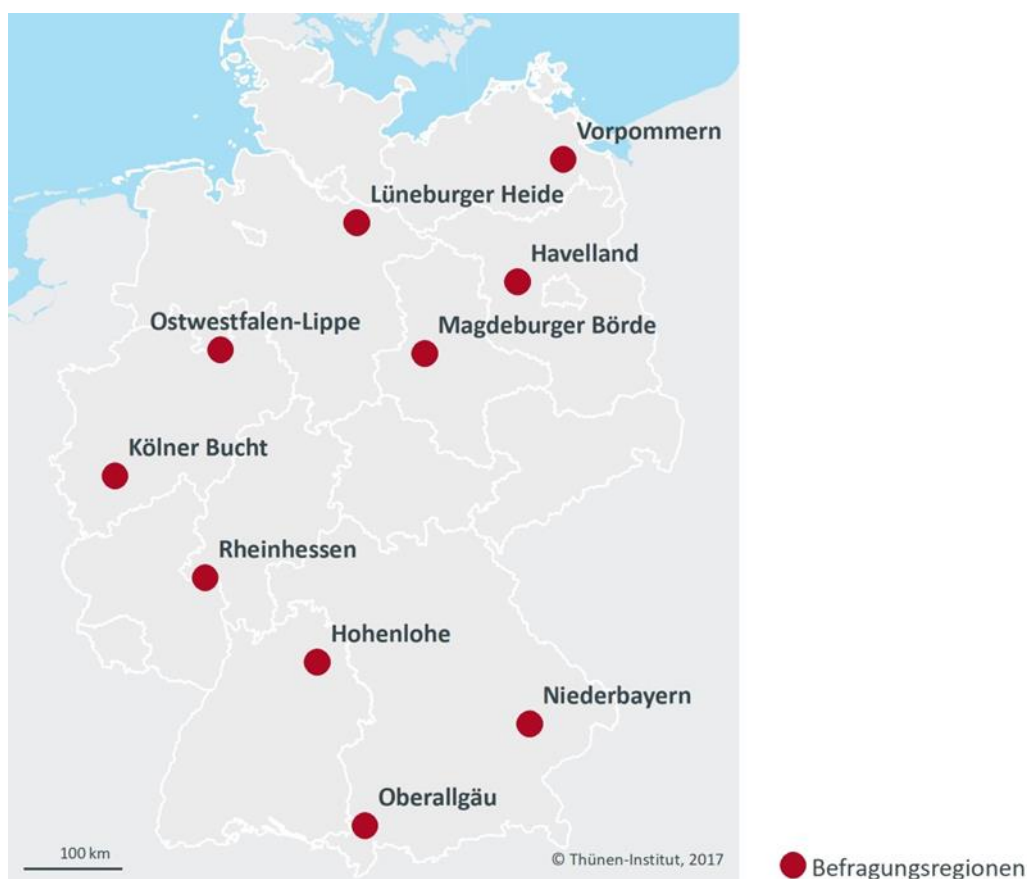 Vorpommern
Lüneburger Heide
Havelland
Ostwestfalen-Lippe
Magdeburger Börde
Kölner Bucht
Rheinhessen
Hohenlohe
Niederbayern
Oberallgäu
100 km
© Thünen-Institut, 2017
Befragungsregionen